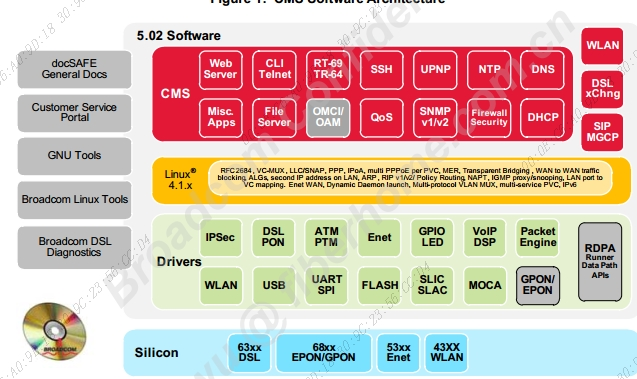 Figure 1: CMS Software Architecture
5.02 Software
docSAFE
General Docs
Customer Service
Portal
GNU Tools
Broadcom Linux Tools
Broadcom DSL
Diagnostics
BROADCOM
CMS
Web
Server
CLI
Telnet
RT-69
TR-64
SSH
UPNP
NTP
DNS
Misc.
Apps
File
Server
OMCI/
OAM
QoS
SNMP
v1/v2
Firewall
Security
DHCP
WLAN
DSL
xChng
SIP
MGCP
Linux®
4.1.x
RFC2684, VC-MUX, LLC/SNAP, PPP, IPoA, multi PPPoE per PVC, MER, Transparent Bridging, WAN to WAN traffic
blocking, ALGs, second IP address on LAN, ARP, RIP v1/v2/ Policy Routing, NAPT, IGMP proxy/snooping, LAN port to
VC mapping. Enet WAN, Dynamic Daemon launch, Multi-protocol VLAN MUX, multi-service PVC, IPv6
Drivers
IPSec
DSL
PON
ATM
PTM
Enet
GPIO
LED
VoIP
DSP
Packet
Engine
WLAN
USB
UART
SPI
FLASH
SLIC
SLAC
MOCA
GPON/
EPON
RDPA
Runner
Data Path
APIs
Silicon
63xx
DSL
68xx
EPON/GPON
53xx
Enet
43XX
WLAN